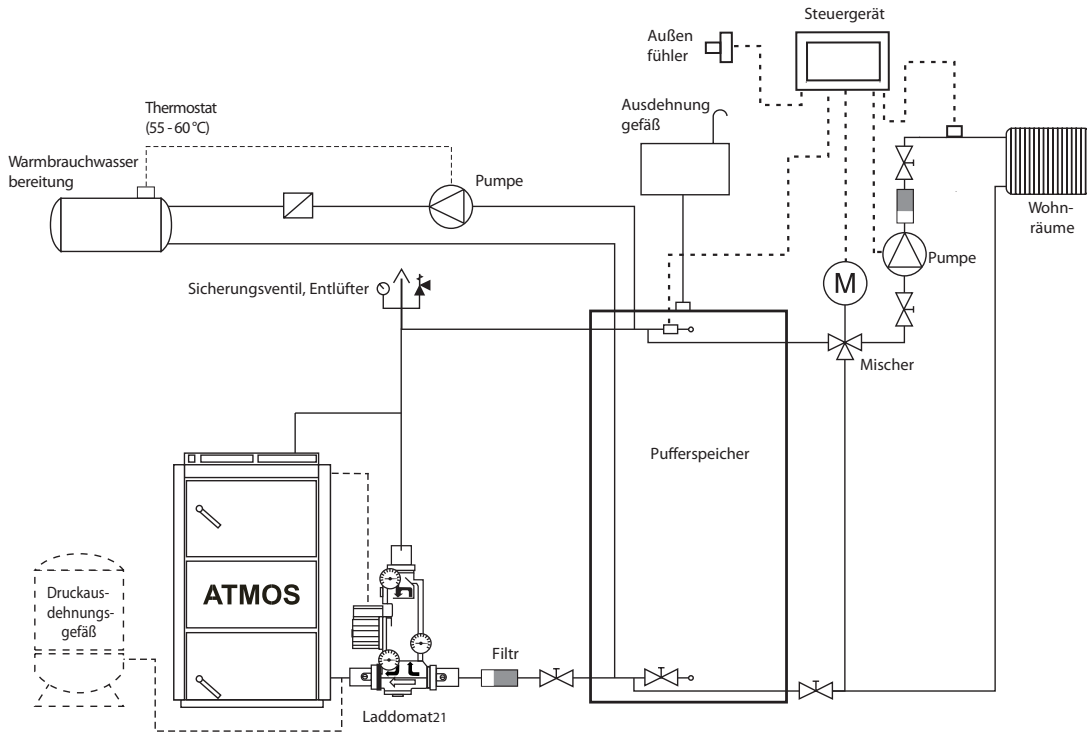 Steuergerät
Außen
fühler
Thermostat
(55 - 60 °C)
Ausdehnung
gefäß
Warmbrauchwasser
bereitung
Pumpe
Wohn-
räume
Pumpe
M
Sicherungsventil, Entlüfter
Mischer
Pufferspeicher
ATMOS
Druckaus-
dehnungs-
gefäß
Filtr
Laddomat21